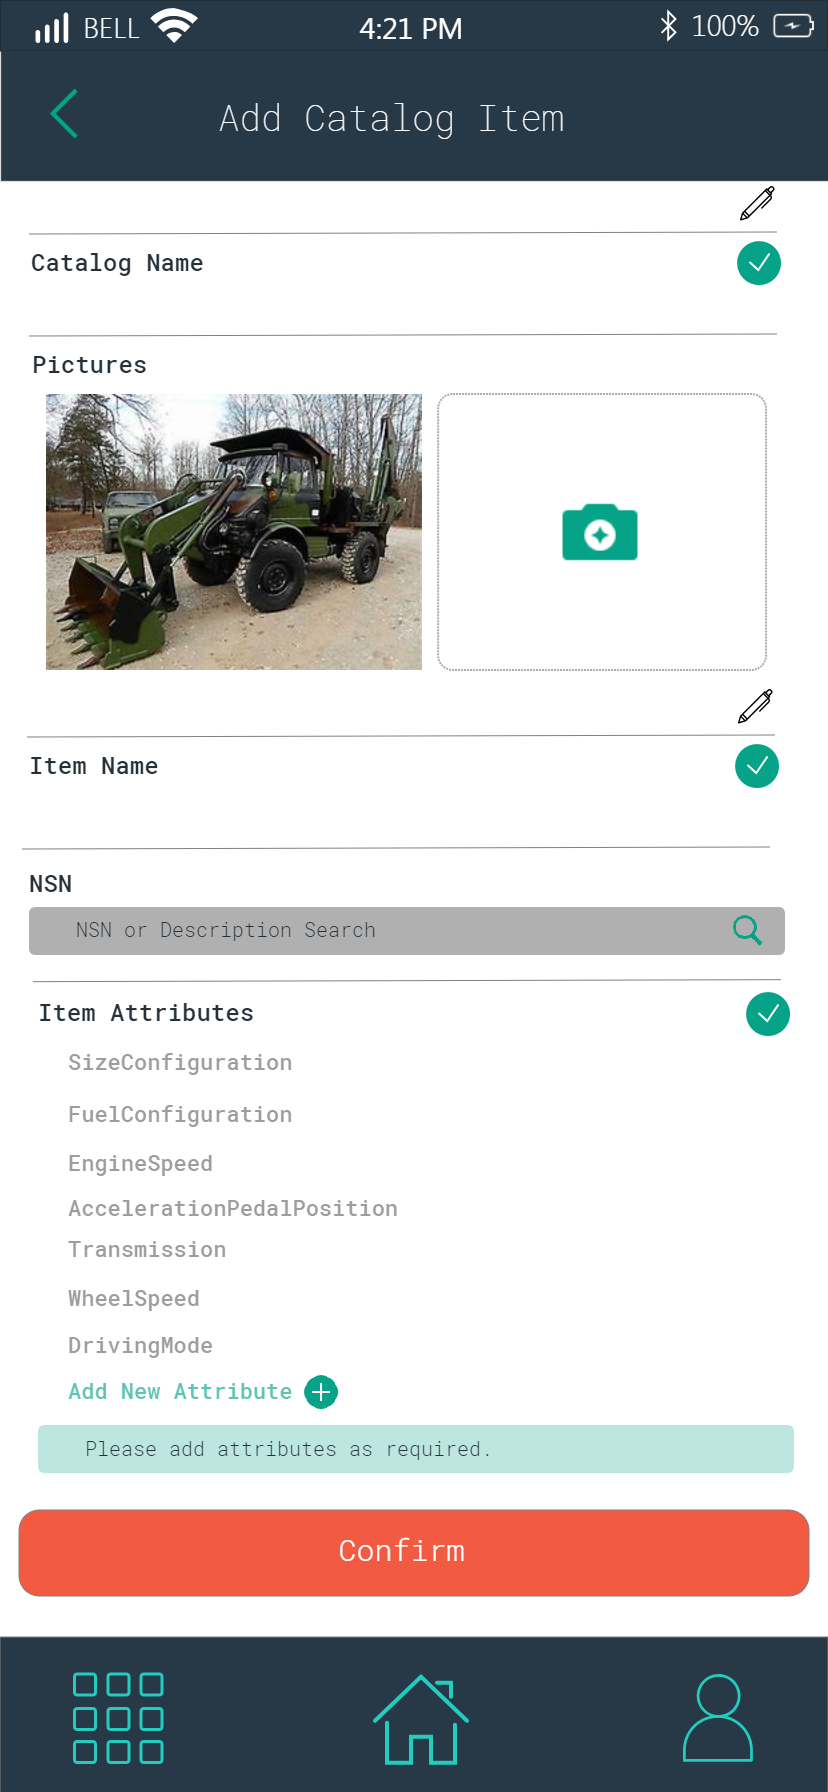 BELL 4:21 PM 100%
Add Catalog Item
Catalog Name
Pictures
Item Name
NSN
NSN or Description Search
Item Attributes
SizeConfiguration
FuelConfiguration
EngineSpeed
AccelerationPedalPosition
Transmission
WheelSpeed
DrivingMode
Add New Attribute
Please add attributes as required.
Confirm